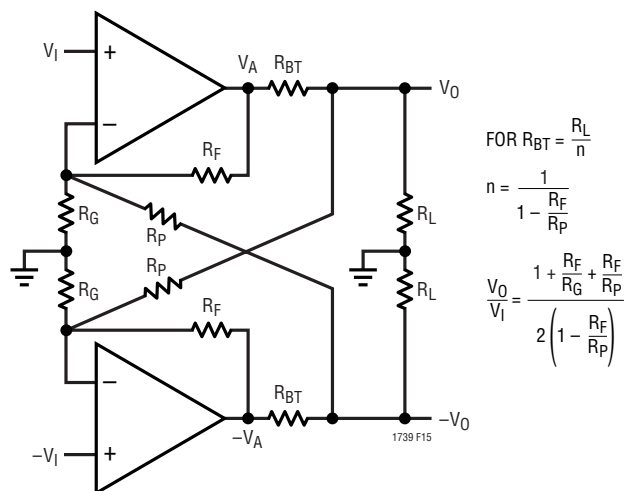 V_I
+
−
V_A
R_BT
V_O
R_F
R_G
R_P
R_P
R_G
R_L
R_L
R_F
−
R_BT
−V_A
−V_O
−V_I
+
1739 F15
FOR R_BT = R_L / n
n = 1 / (1 − R_F / R_P)
V_O / V_I = (1 + R_F / R_G + R_F / R_P) / (2 (1 − R_F / R_P))